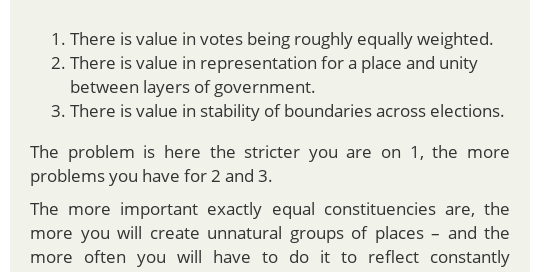 1. There is value in votes being roughly equally weighted.
2. There is value in representation for a place and unity
between layers of government.
3. There is value in stability of boundaries across elections.
The problem is here the stricter you are on 1, the more
problems you have for 2 and 3.
The more important exactly equal constituencies are, the
more you will create unnatural groups of places – and the
more often you will have to do it to reflect constantly